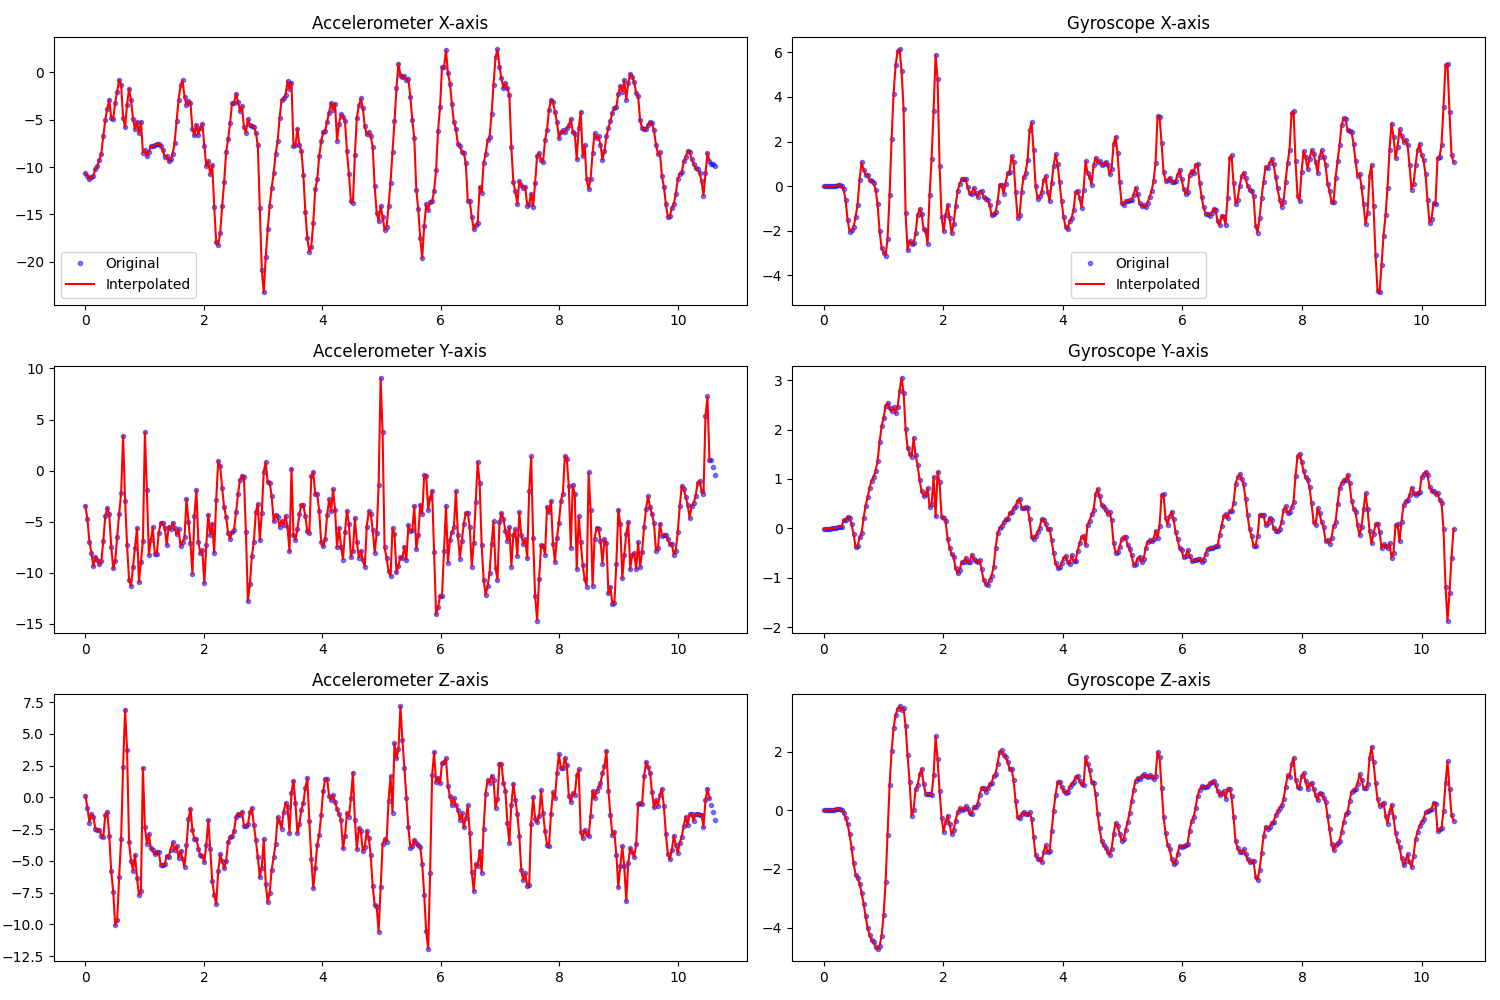 Accelerometer X-axis
0
−5
−10
−15
−20
Original
Interpolated
0 2 4 6 8 10
Gyroscope X-axis
6
4
2
0
−2
−4
Original
Interpolated
0 2 4 6 8 10
Accelerometer Y-axis
10
5
0
−5
−10
−15
0 2 4 6 8 10
Gyroscope Y-axis
3
2
1
0
−1
−2
0 2 4 6 8 10
Accelerometer Z-axis
7.5
5.0
2.5
0.0
−2.5
−5.0
−7.5
−10.0
−12.5
0 2 4 6 8 10
Gyroscope Z-axis
2
0
−2
−4
0 2 4 6 8 10